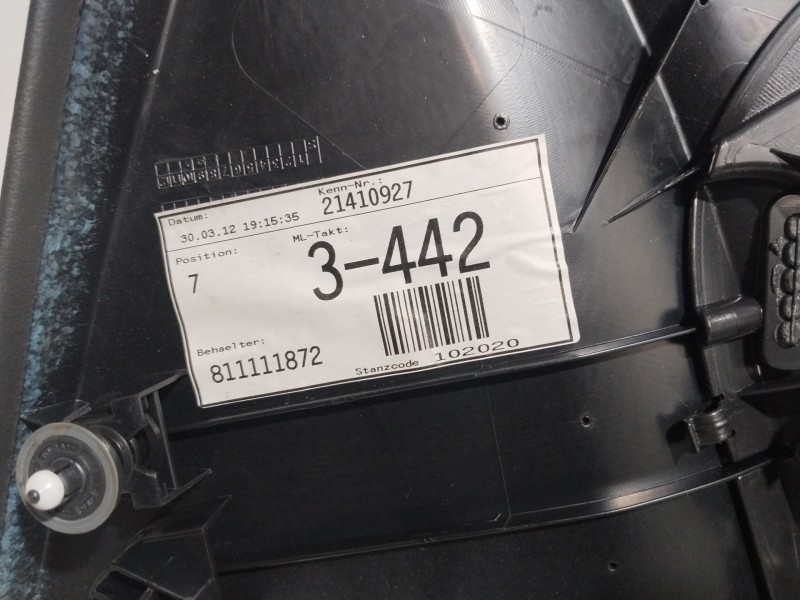 Datum:
30.03.12 19:15:35
Kenn-Nr.:
21410927
Position:
7
ML-Takt:
3-442
Behaelter:
811111872
Stanzcode 102020